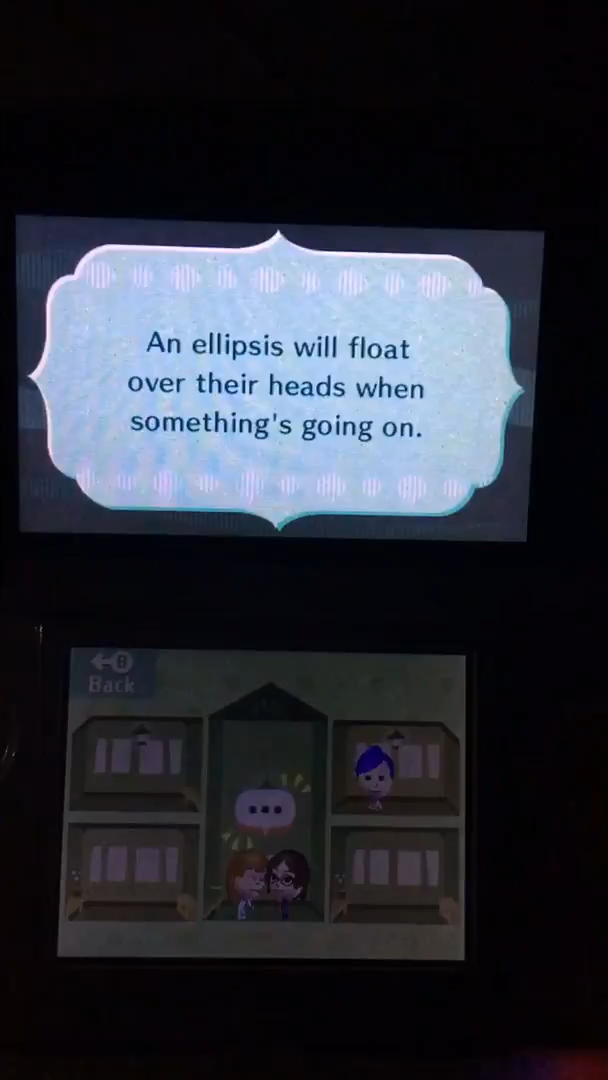 An ellipsis will float
over their heads when
something's going on.
B
Back
...